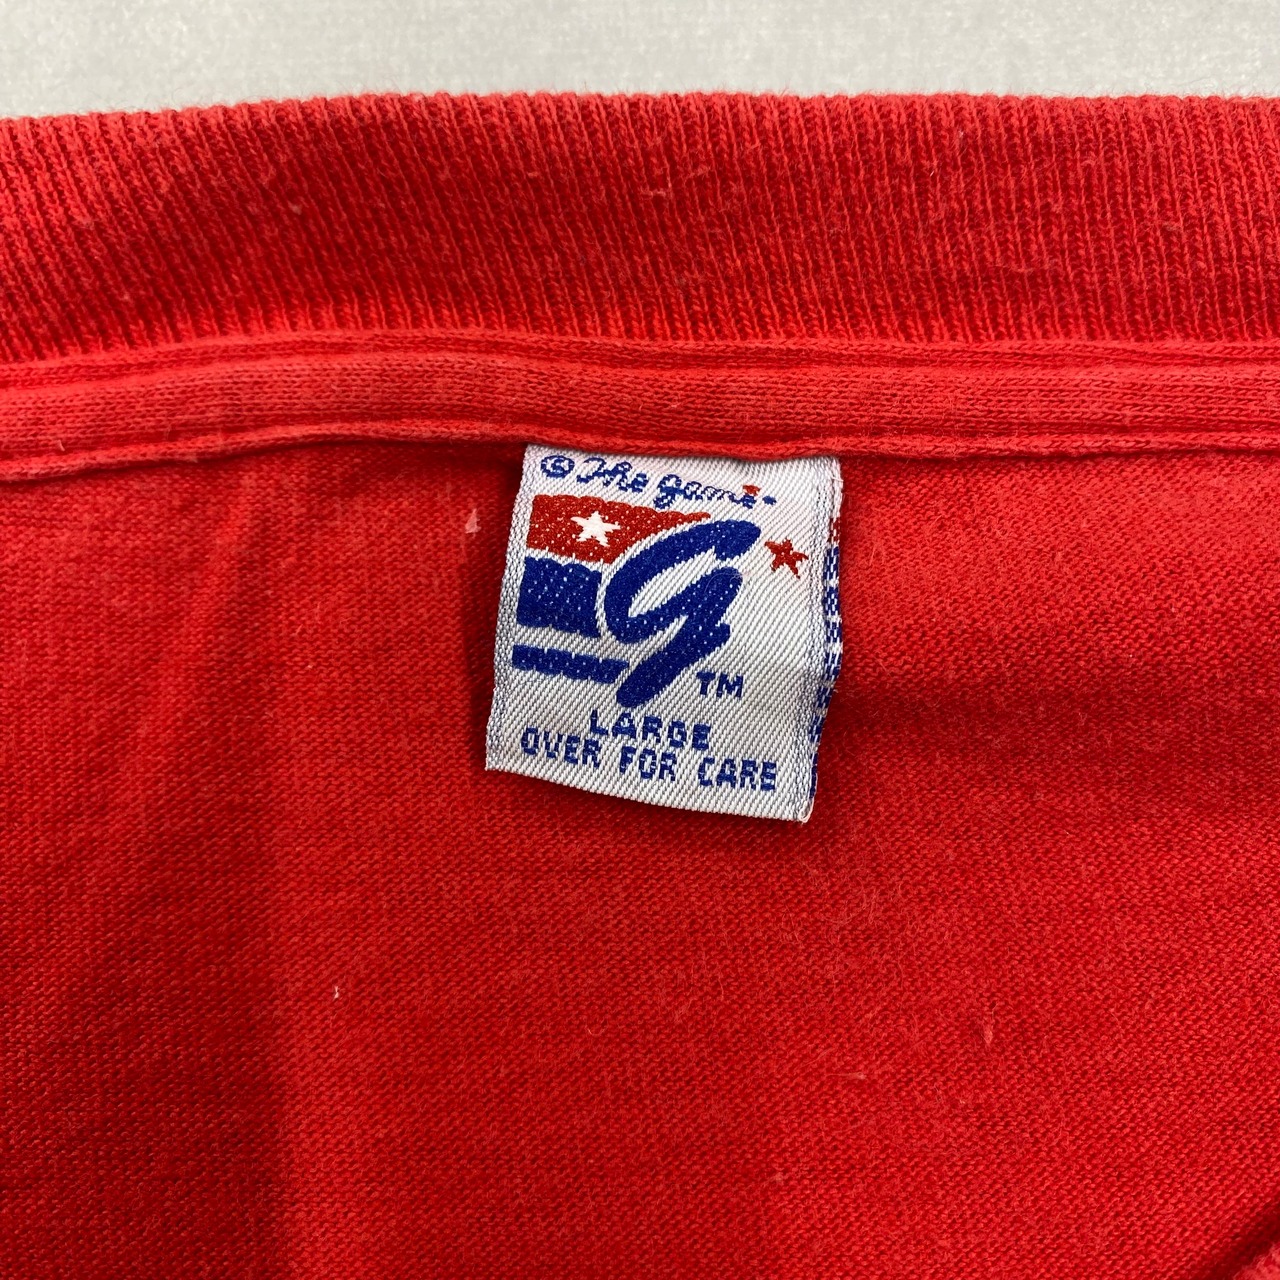 © The game
G
TM
LARGE
OVER FOR CARE